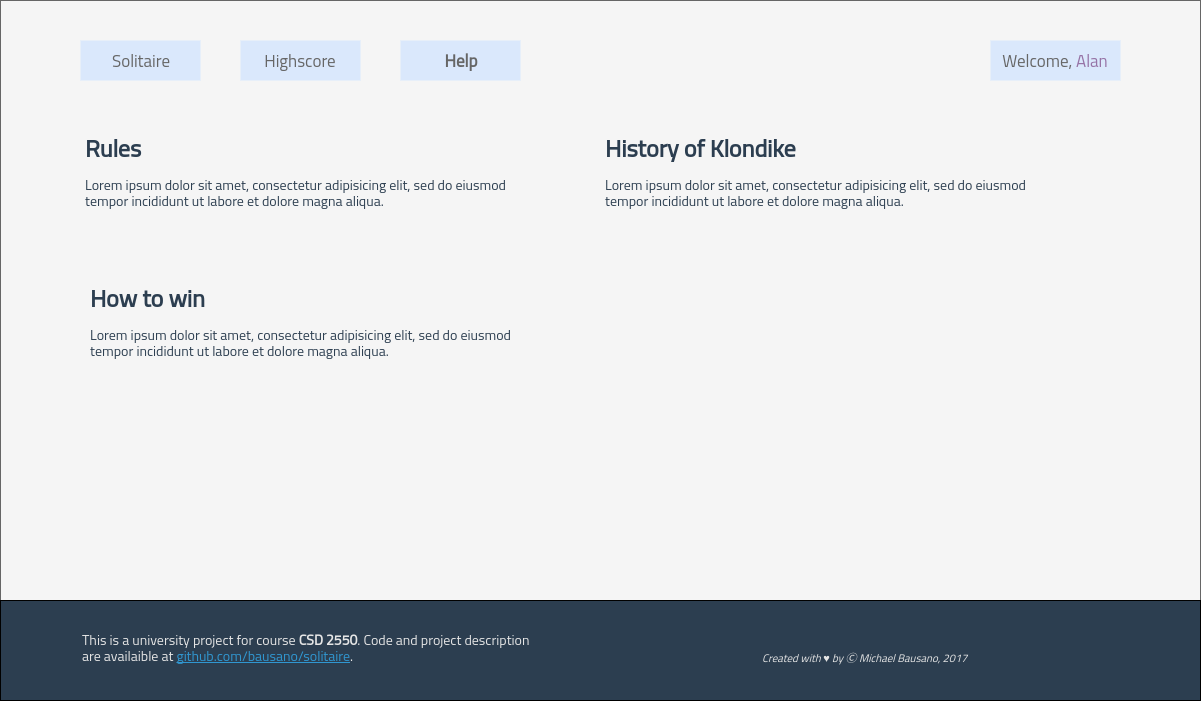 Solitaire
Highscore
Help
Welcome, Alan
Rules
Lorem ipsum dolor sit amet, consectetur adipisicing elit, sed do eiusmod
tempor incididunt ut labore et dolore magna aliqua.
History of Klondike
Lorem ipsum dolor sit amet, consectetur adipisicing elit, sed do eiusmod
tempor incididunt ut labore et dolore magna aliqua.
How to win
Lorem ipsum dolor sit amet, consectetur adipisicing elit, sed do eiusmod
tempor incididunt ut labore et dolore magna aliqua.
This is a university project for course CSD 2550. Code and project description
are availaible at github.com/bausano/solitaire.
Created with ♥ by © Michael Bausano, 2017